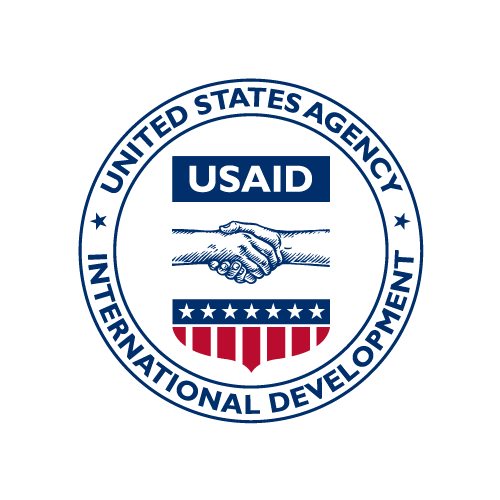 UNITED STATES AGENCY
USAID
INTERNATIONAL DEVELOPMENT